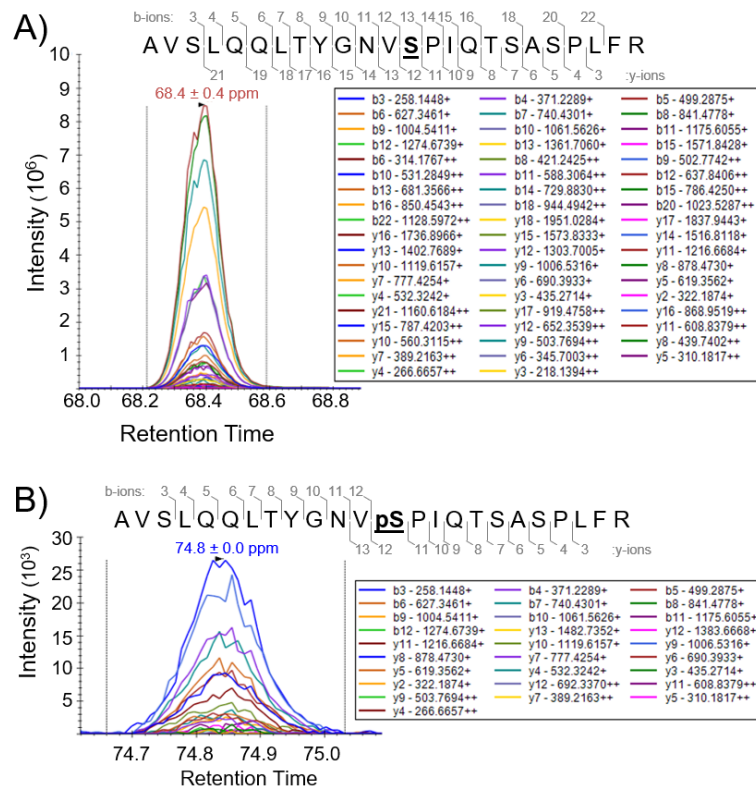 A)
b-ions: 3 4 5 6 7 8 9 10 11 12 13 14 15 16 18 20 22
AVSLQQLTYGNVSPIQTSASPLFR
21 19 18 17 16 15 14 13 12 11 10 9 8 7 6 5 4 3 :y-ions
68.4 ± 0.4 ppm
Intensity (10⁶)
10
9
8
7
6
5
4
3
2
1
68.0 68.2 68.4 68.6 68.8
Retention Time
b3 - 258.1448+ b4 - 371.2289+ b5 - 499.2875+
b6 - 627.3461+ b7 - 740.4301+ b8 - 841.4778+
b9 - 1004.5411+ b10 - 1061.5626+ b11 - 1175.6055+
b12 - 1274.6739+ b13 - 1361.7060+ b15 - 1571.8428+
b6 - 314.1767++ b8 - 421.2425++ b9 - 502.7742++
b10 - 531.2849++ b11 - 588.3064++ b12 - 637.8406++
b13 - 681.3566++ b14 - 729.8830++ b15 - 786.4250++
b16 - 850.4543++ b18 - 944.4942++ b20 - 1023.5287++
b22 - 1128.5972++ y18 - 1951.0284+ y17 - 1837.9443+
y16 - 1736.8966+ y15 - 1573.8333+ y14 - 1516.8118+
y13 - 1402.7689+ y12 - 1303.7005+ y11 - 1216.6684+
y10 - 1119.6157+ y9 - 1006.5316+ y8 - 878.4730+
y7 - 777.4254+ y6 - 690.3933+ y5 - 619.3562+
y4 - 532.3242+ y3 - 435.2714+ y2 - 322.1874+
y21 - 1160.6184++ y17 - 919.4758++ y16 - 868.9519++
y15 - 787.4203++ y12 - 652.3539++ y11 - 608.8379++
y10 - 560.3115++ y9 - 503.7694++ y8 - 439.7402++
y7 - 389.2163++ y6 - 345.7003++ y5 - 310.1817++
y4 - 266.6657++ y3 - 218.1394++
B)
b-ions: 3 4 5 6 7 8 9 10 11 12
AVSLQQLTYGNVpSPIQTSASPLFR
13 12 11 10 9 8 7 6 5 4 3 :y-ions
74.8 ± 0.0 ppm
Intensity (10³)
30
25
20
15
10
5
74.7 74.8 74.9 75.0
Retention Time
b3 - 258.1448+ b4 - 371.2289+ b5 - 499.2875+
b6 - 627.3461+ b7 - 740.4301+ b8 - 841.4778+
b9 - 1004.5411+ b10 - 1061.5626+ b11 - 1175.6055+
b12 - 1274.6739+ y13 - 1482.7352+ y12 - 1383.6668+
y11 - 1216.6684+ y10 - 1119.6157+ y9 - 1006.5316+
y8 - 878.4730+ y7 - 777.4254+ y6 - 690.3933+
y5 - 619.3562+ y4 - 532.3242+ y3 - 435.2714+
y2 - 322.1874+ y12 - 692.3370++ y11 - 608.8379++
y9 - 503.7694++ y7 - 389.2163++ y5 - 310.1817++
y4 - 266.6657++